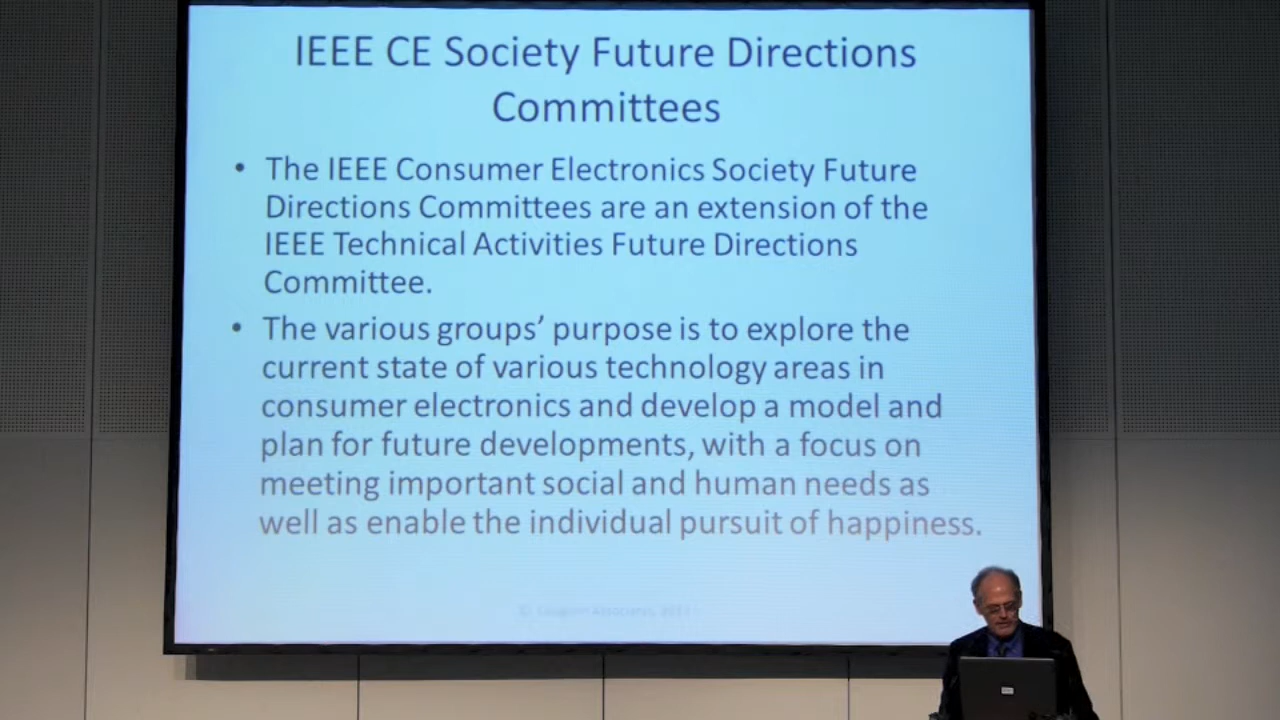 IEEE CE Society Future Directions
Committees
• The IEEE Consumer Electronics Society Future
Directions Committees are an extension of the
IEEE Technical Activities Future Directions
Committee.
• The various groups’ purpose is to explore the
current state of various technology areas in
consumer electronics and develop a model and
plan for future developments, with a focus on
meeting important social and human needs as
well as enable the individual pursuit of happiness.